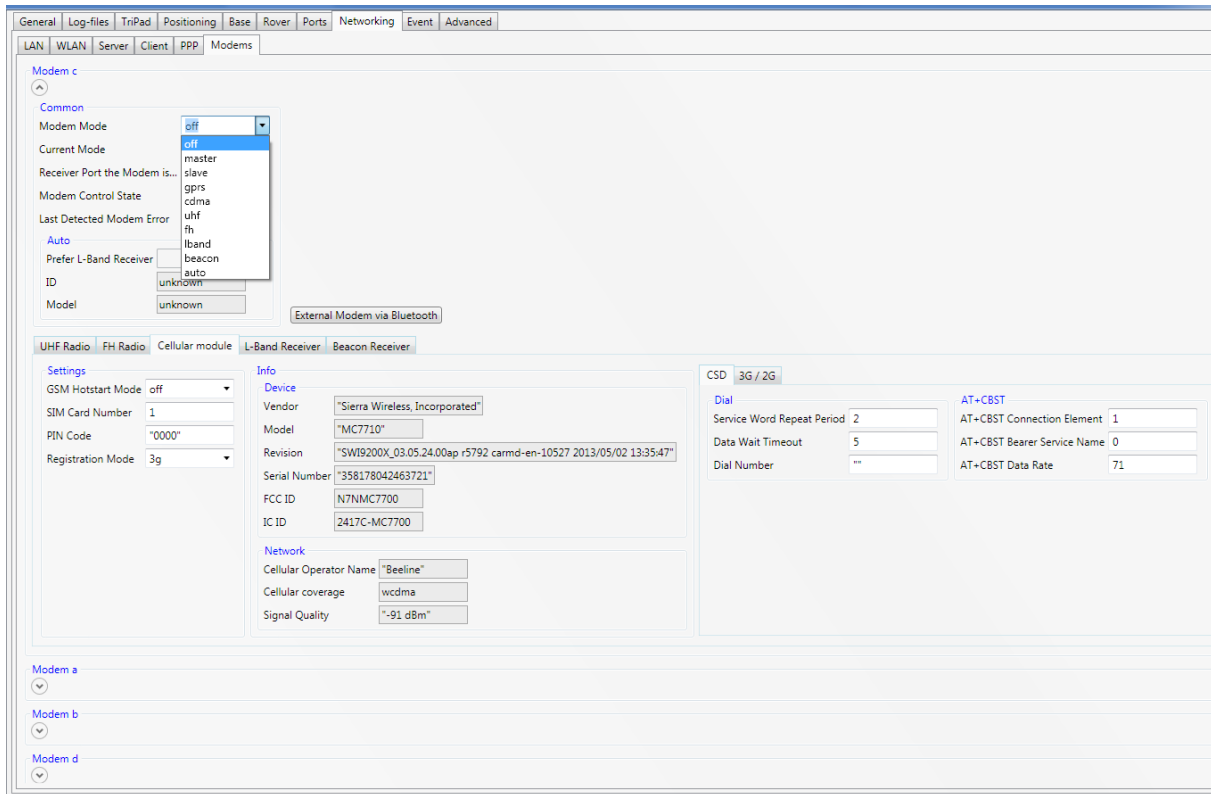 General Log-files TriPad Positioning Base Rover Ports Networking Event Advanced
LAN WLAN Server Client PPP Modems
Modem c
Common
Modem Mode off
off
Current Mode
master
Receiver Port the Modem is... slave
gprs
Modem Control State
cdma
uhf
Last Detected Modem Error
fh
Auto
lband
Prefer L-Band Receiver
beacon
auto
ID unknown
Model unknown
External Modem via Bluetooth
UHF Radio FH Radio Cellular module L-Band Receiver Beacon Receiver
Settings
GSM Hotstart Mode off
SIM Card Number 1
PIN Code "0000"
Registration Mode 3g
Info
Device
Vendor "Sierra Wireless, Incorporated"
Model "MC7710"
Revision "SWI9200X_03.05.24.00ap r5792 carmd-en-10527 2013/05/02 13:35:47"
Serial Number "358178042463721"
FCC ID N7NMC7700
IC ID 2417C-MC7700
Network
Cellular Operator Name "Beeline"
Cellular coverage wcdma
Signal Quality "-91 dBm"
CSD 3G / 2G
Dial
Service Word Repeat Period 2
Data Wait Timeout 5
Dial Number ""
AT+CBST
AT+CBST Connection Element 1
AT+CBST Bearer Service Name 0
AT+CBST Data Rate 71
Modem a
Modem b
Modem d